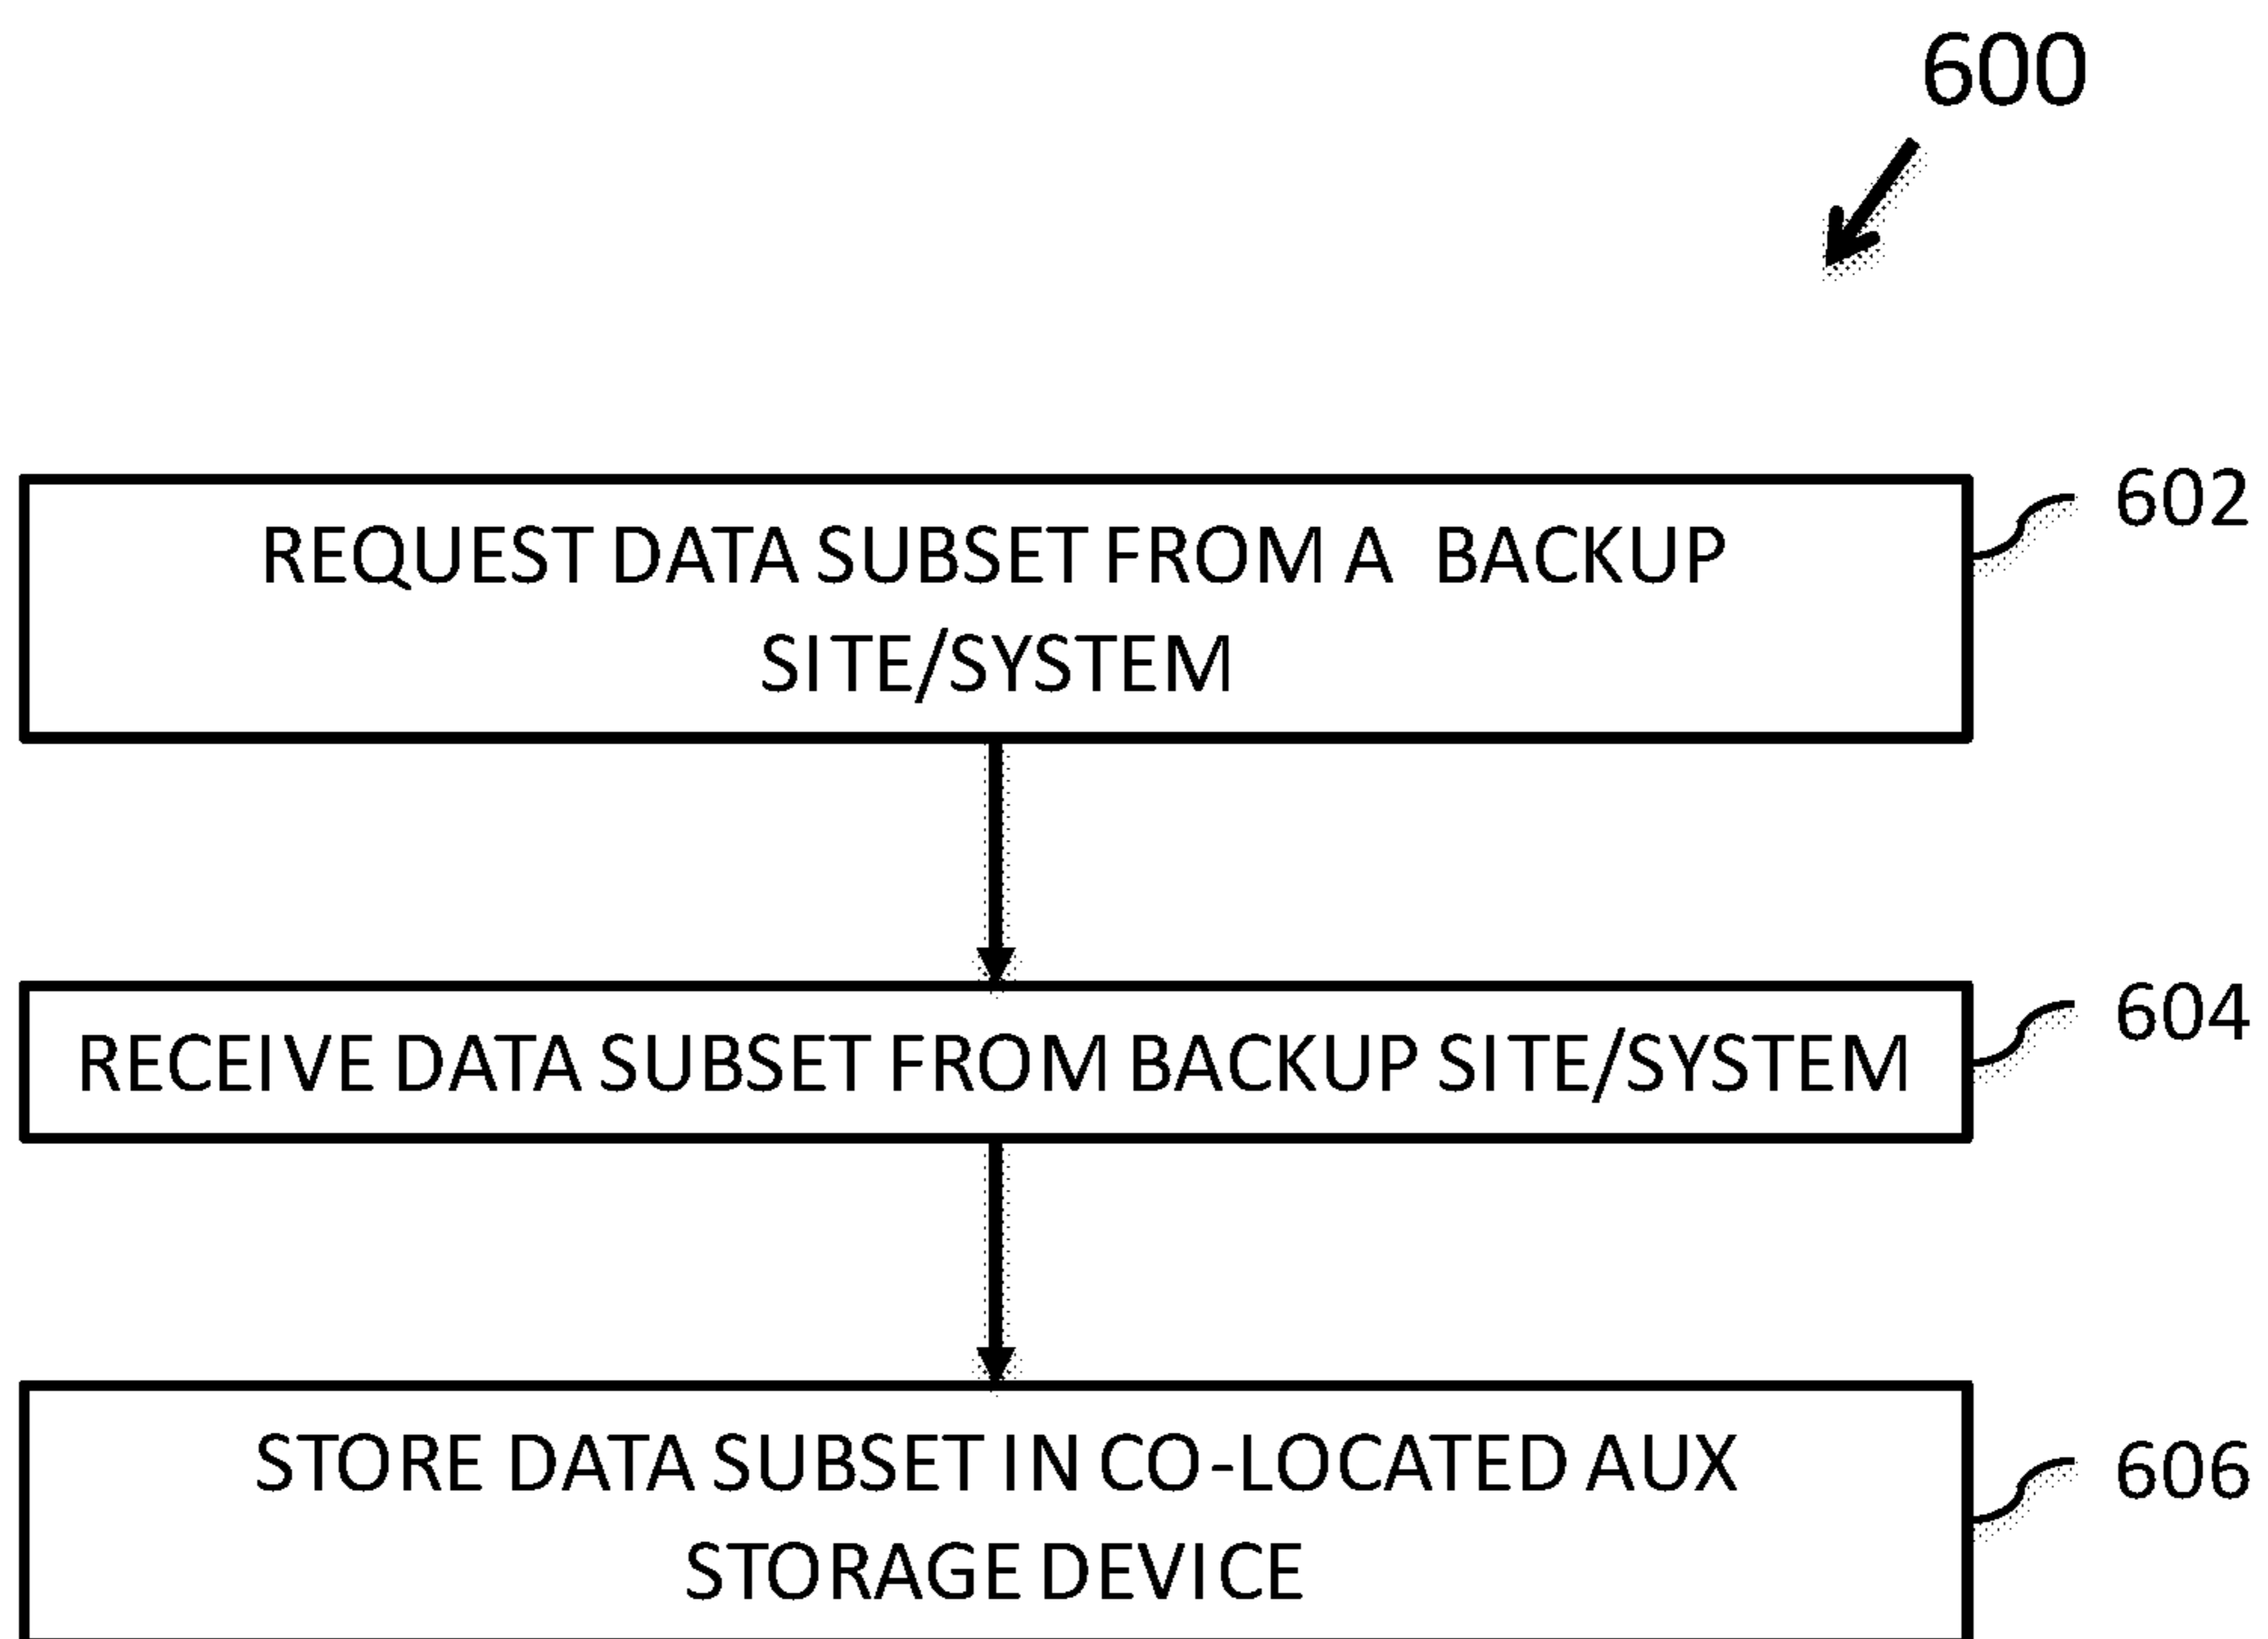 600
REQUEST DATA SUBSET FROM A BACKUP
SITE/SYSTEM
602
RECEIVE DATA SUBSET FROM BACKUP SITE/SYSTEM
604
STORE DATA SUBSET IN CO-LOCATED AUX
STORAGE DEVICE
606